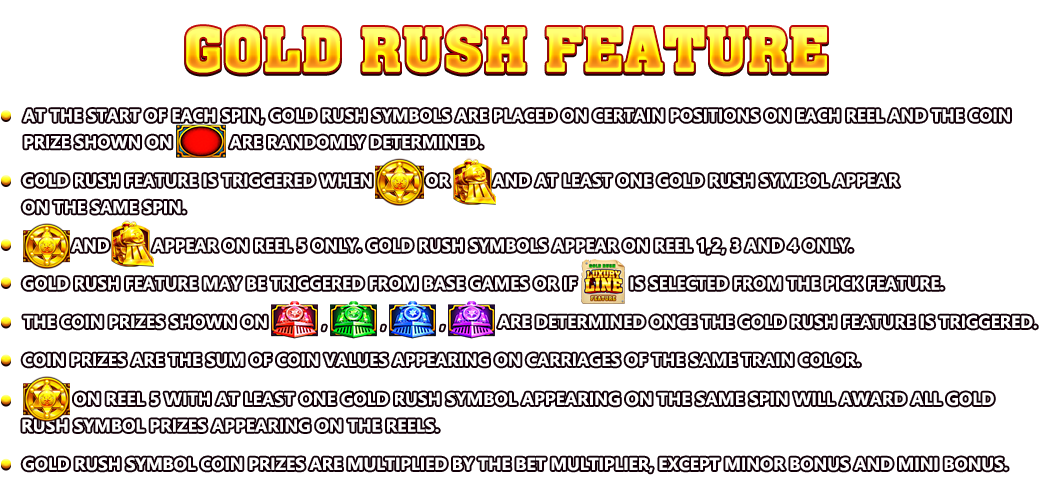 GOLD RUSH FEATURE
AT THE START OF EACH SPIN, GOLD RUSH SYMBOLS ARE PLACED ON CERTAIN POSITIONS ON EACH REEL AND THE COIN
PRIZE SHOWN ON ARE RANDOMLY DETERMINED.
GOLD RUSH FEATURE IS TRIGGERED WHEN OR AND AT LEAST ONE GOLD RUSH SYMBOL APPEAR
ON THE SAME SPIN.
AND APPEAR ON REEL 5 ONLY. GOLD RUSH SYMBOLS APPEAR ON REEL 1,2, 3 AND 4 ONLY.
GOLD RUSH FEATURE MAY BE TRIGGERED FROM BASE GAMES OR IF GOLD RUSH LUXURY LINE FEATURE IS SELECTED FROM THE PICK FEATURE.
THE COIN PRIZES SHOWN ON , , , ARE DETERMINED ONCE THE GOLD RUSH FEATURE IS TRIGGERED.
COIN PRIZES ARE THE SUM OF COIN VALUES APPEARING ON CARRIAGES OF THE SAME TRAIN COLOR.
ON REEL 5 WITH AT LEAST ONE GOLD RUSH SYMBOL APPEARING ON THE SAME SPIN WILL AWARD ALL GOLD
RUSH SYMBOL PRIZES APPEARING ON THE REELS.
GOLD RUSH SYMBOL COIN PRIZES ARE MULTIPLIED BY THE BET MULTIPLIER, EXCEPT MINOR BONUS AND MINI BONUS.